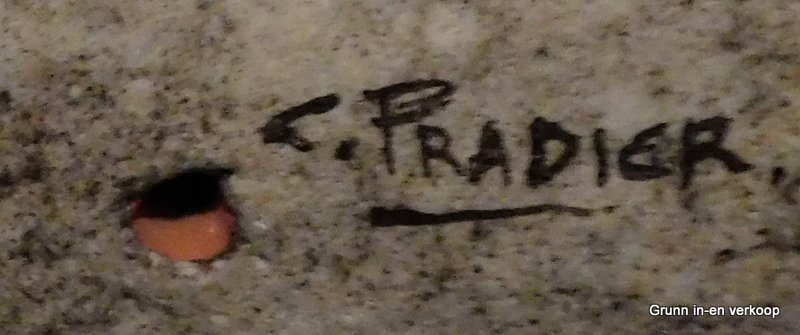 C. PRADIER.
Grunn in-en verkoop